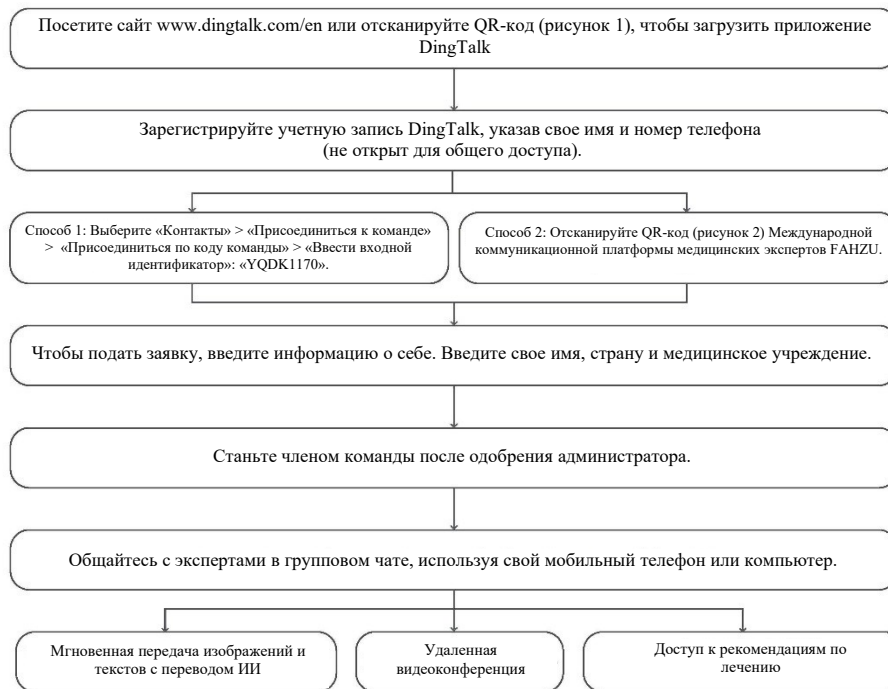 Посетите сайт www.dingtalk.com/en или отсканируйте QR-код (рисунок 1), чтобы загрузить приложение
DingTalk
Зарегистрируйте учетную запись DingTalk, указав свое имя и номер телефона
(не открыт для общего доступа).
Способ 1: Выберите «Контакты» > «Присоединиться к команде»
> «Присоединиться по коду команды» > «Ввести входной
идентификатор»: «YQDK1170».
Способ 2: Отсканируйте QR-код (рисунок 2) Международной
коммуникационной платформы медицинских экспертов FAHZU.
Чтобы подать заявку, введите информацию о себе. Введите свое имя, страну и медицинское учреждение.
Станьте членом команды после одобрения администратора.
Общайтесь с экспертами в групповом чате, используя свой мобильный телефон или компьютер.
Мгновенная передача изображений и
текстов с переводом ИИ
Удаленная
видеоконференция
Доступ к рекомендациям по
лечению